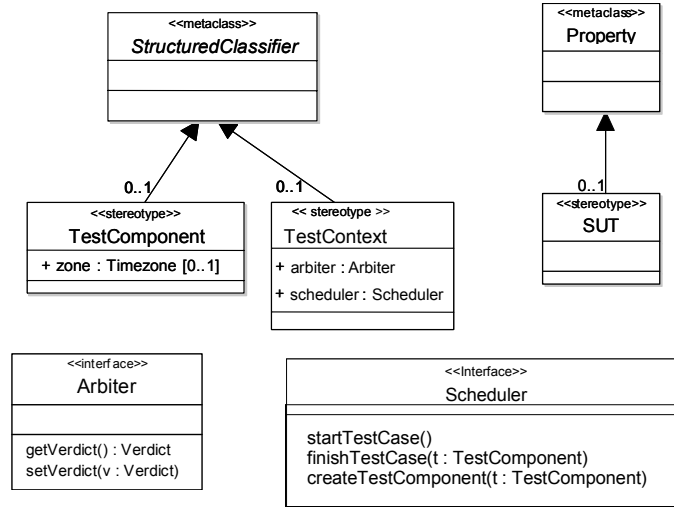 <<metaclass>>
StructuredClassifier
<<metaclass>>
Property
0..1
0..1
0..1
<<stereotype>>
TestComponent
+ zone : Timezone [0..1]
<< stereotype >>
TestContext
+ arbiter : Arbiter
+ scheduler : Scheduler
<<stereotype>>
SUT
<<interface>>
Arbiter
getVerdict() : Verdict
setVerdict(v : Verdict)
<<Interface>>
Scheduler
startTestCase()
finishTestCase(t : TestComponent)
createTestComponent(t : TestComponent)